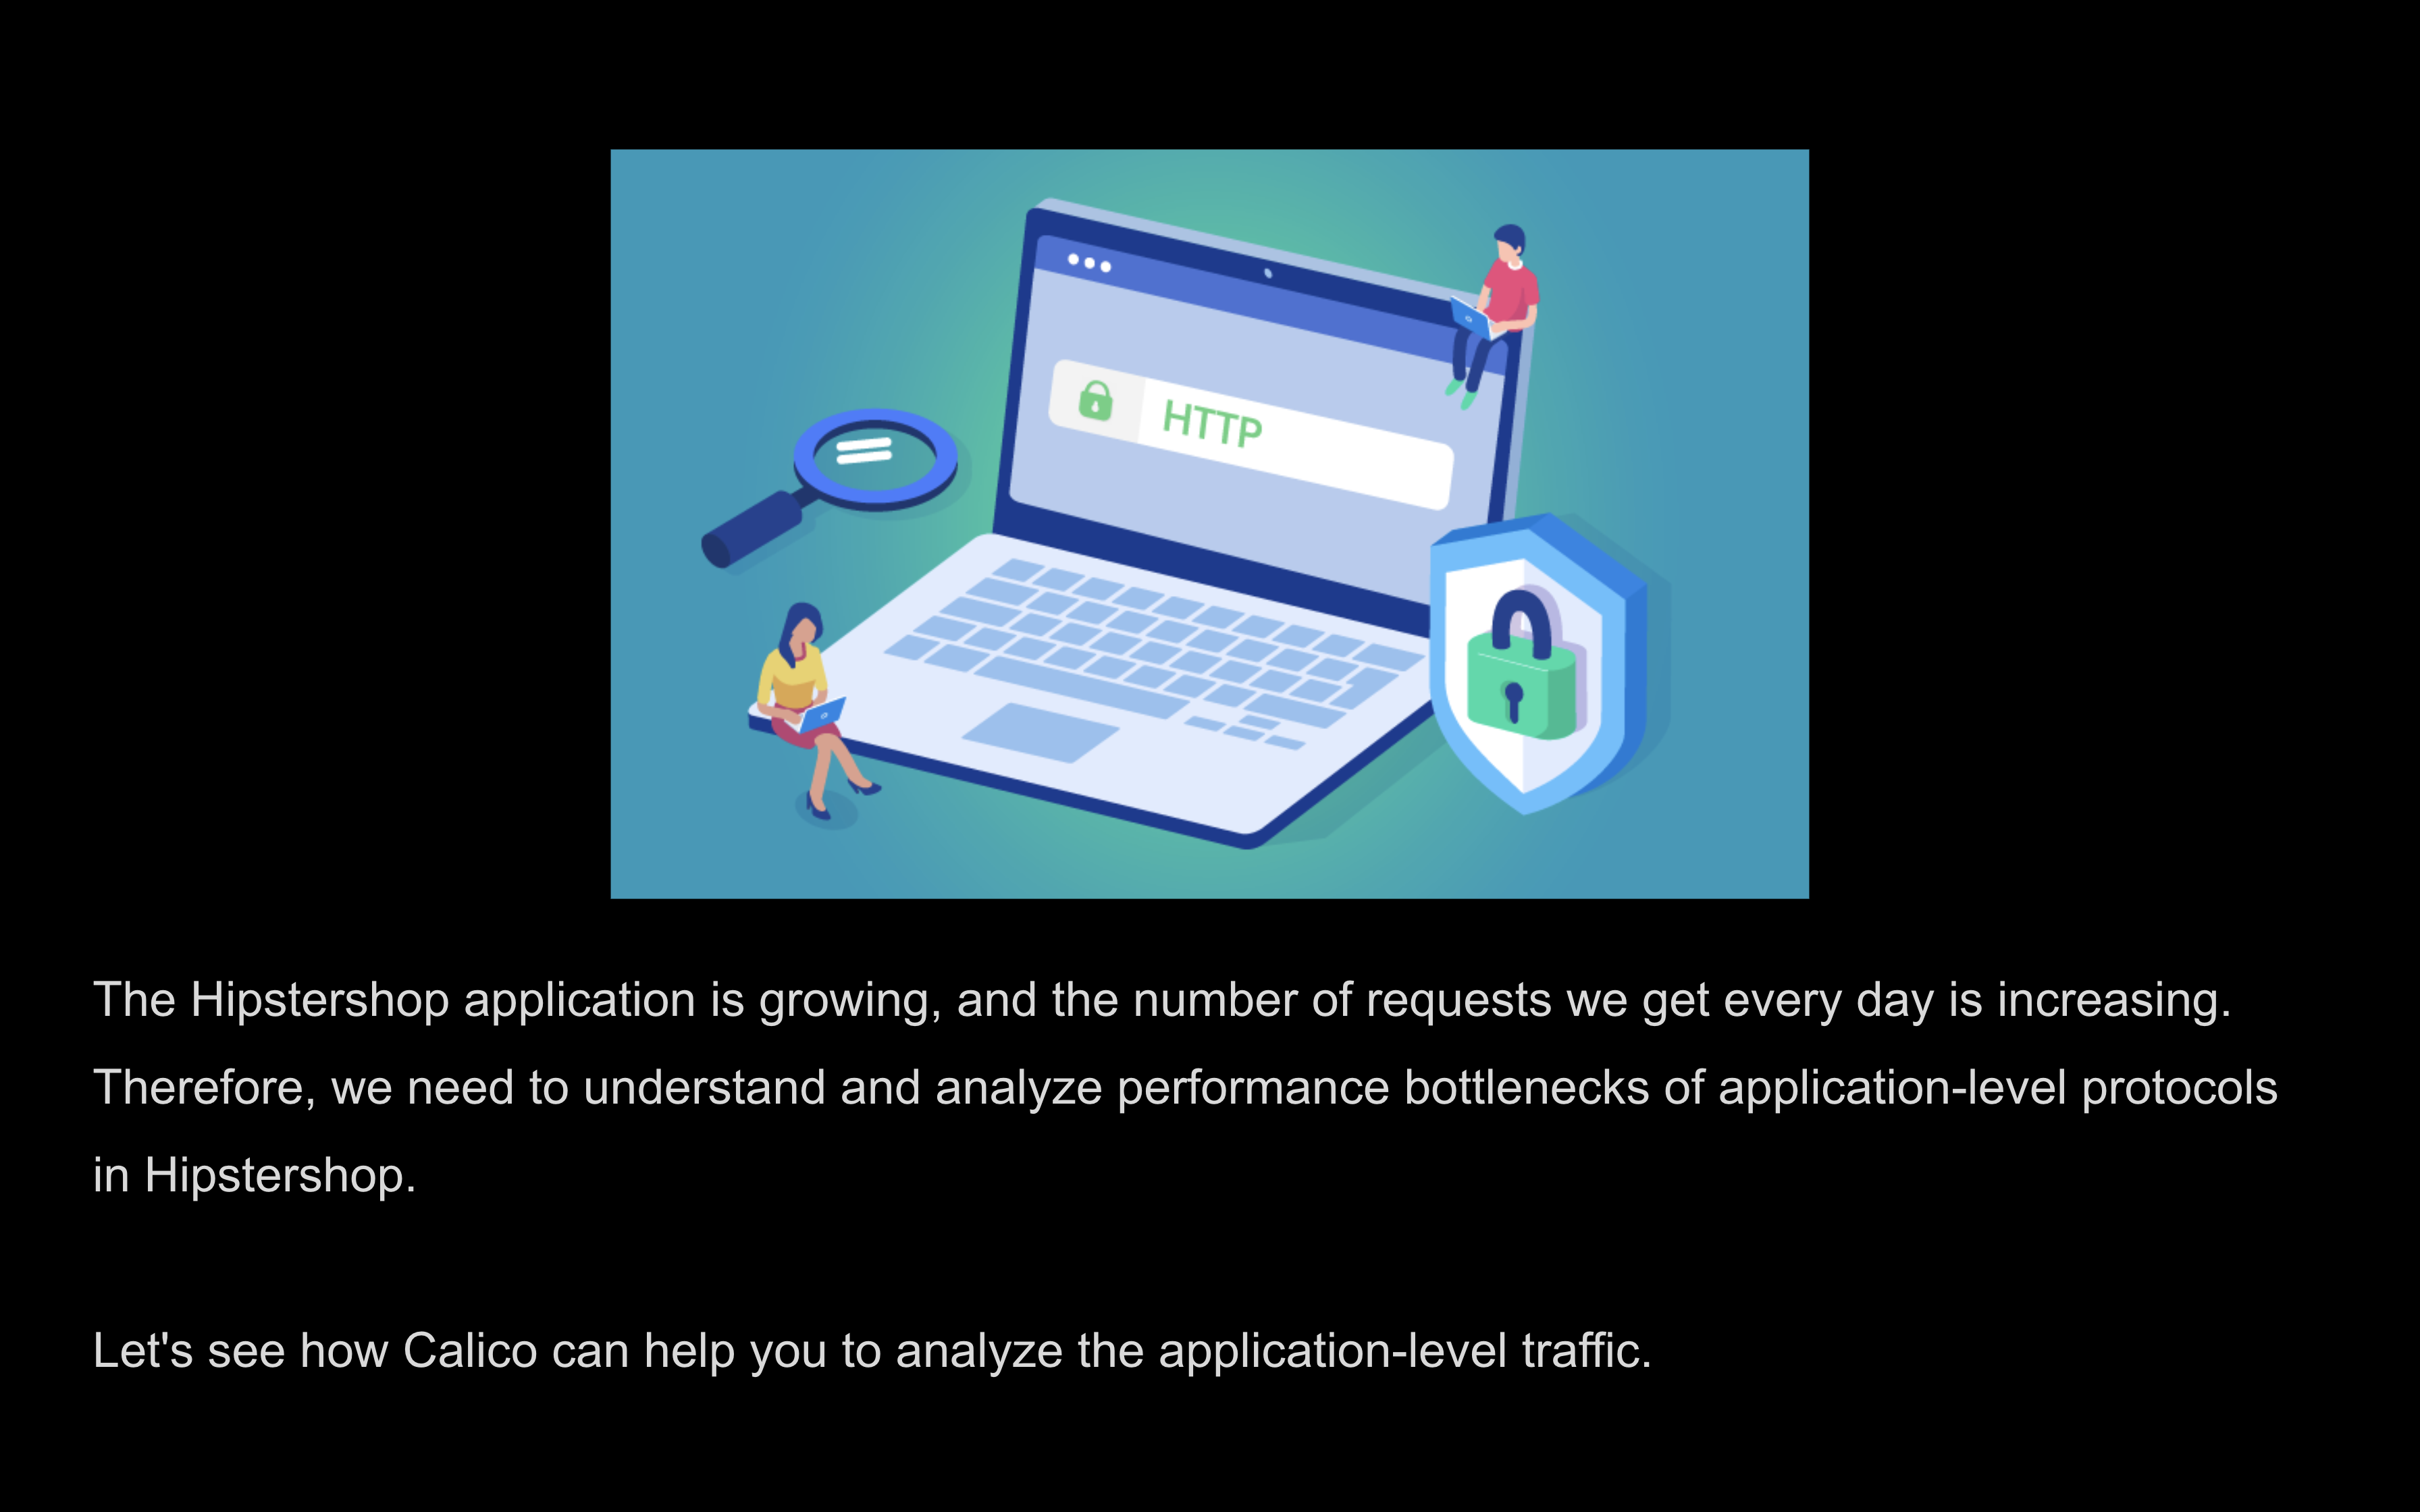 HTTP
The Hipstershop application is growing, and the number of requests we get every day is increasing.
Therefore, we need to understand and analyze performance bottlenecks of application-level protocols
in Hipstershop.
Let's see how Calico can help you to analyze the application-level traffic.